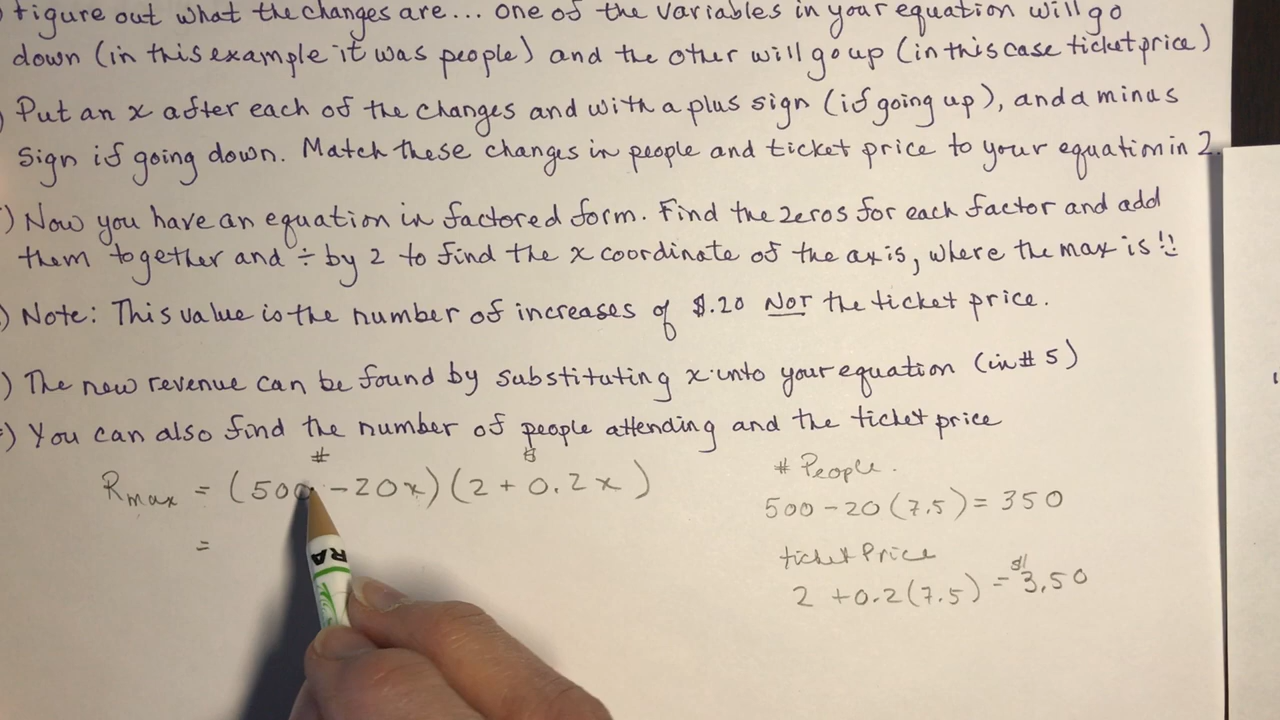 figure out what the changes are... one of the variables in your equation will go
down (in this example it was people) and the other will go up (in this case ticket price)
) Put an x after each of the changes and with a plus sign (if going up), and a minus
sign if going down. Match these changes in people and ticket price to your equation in 2.
) Now you have an equation in factored form. Find the zeros for each factor and add
them together and ÷ by 2 to find the x coordinate of the axis, where the max is!!
) Note: This value is the number of increases of $.20 NOT the ticket price.
) The new revenue can be found by substituting x into your equation (in # 5)
) You can also find the number of people attending and the ticket price
# $
Rmax = (500 - 20x)(2 + 0.2x)
=
# People.
500 - 20(7.5) = 350
ticket Price
2 + 0.2(7.5) = $3.50
RA